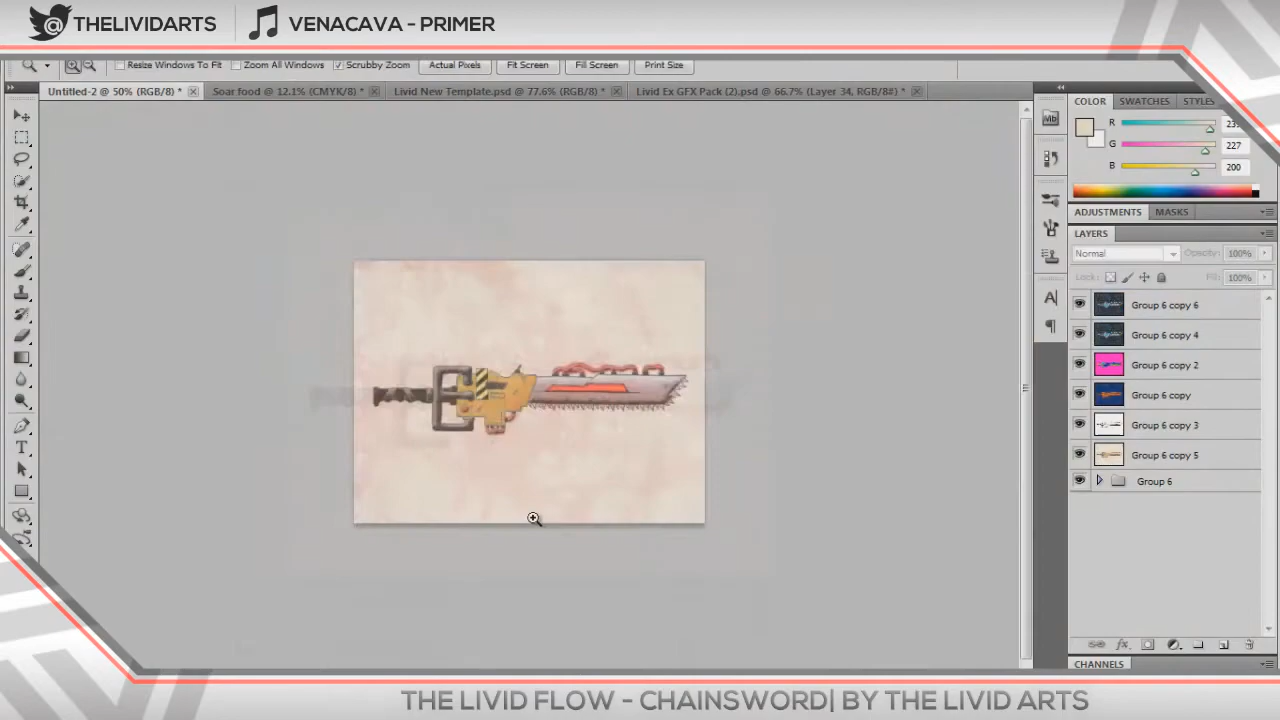 @ THELIVIDARTS VENACAVA - PRIMER
Resize Windows To Fit Zoom All Windows Scrubby Zoom Actual Pixels Fit Screen Fill Screen Print Size
Untitled-2 @ 50% (RGB/8) * Soar food @ 12.1% (CMYK/8) * Livid New Template.psd @ 77.6% (RGB/8) * Livid Ex GFX Pack (2).psd @ 66.7% (Layer 34, RGB/8#) *
COLOR SWATCHES STYLES
R
G 227
B 200
ADJUSTMENTS MASKS
LAYERS
Normal Opacity: 100%
Lock: Fill: 100%
Group 6 copy 6
Group 6 copy 4
Group 6 copy 2
Group 6 copy
Group 6 copy 3
Group 6 copy 5
Group 6
CHANNELS
THE LIVID FLOW - CHAINSWORD| BY THE LIVID ARTS